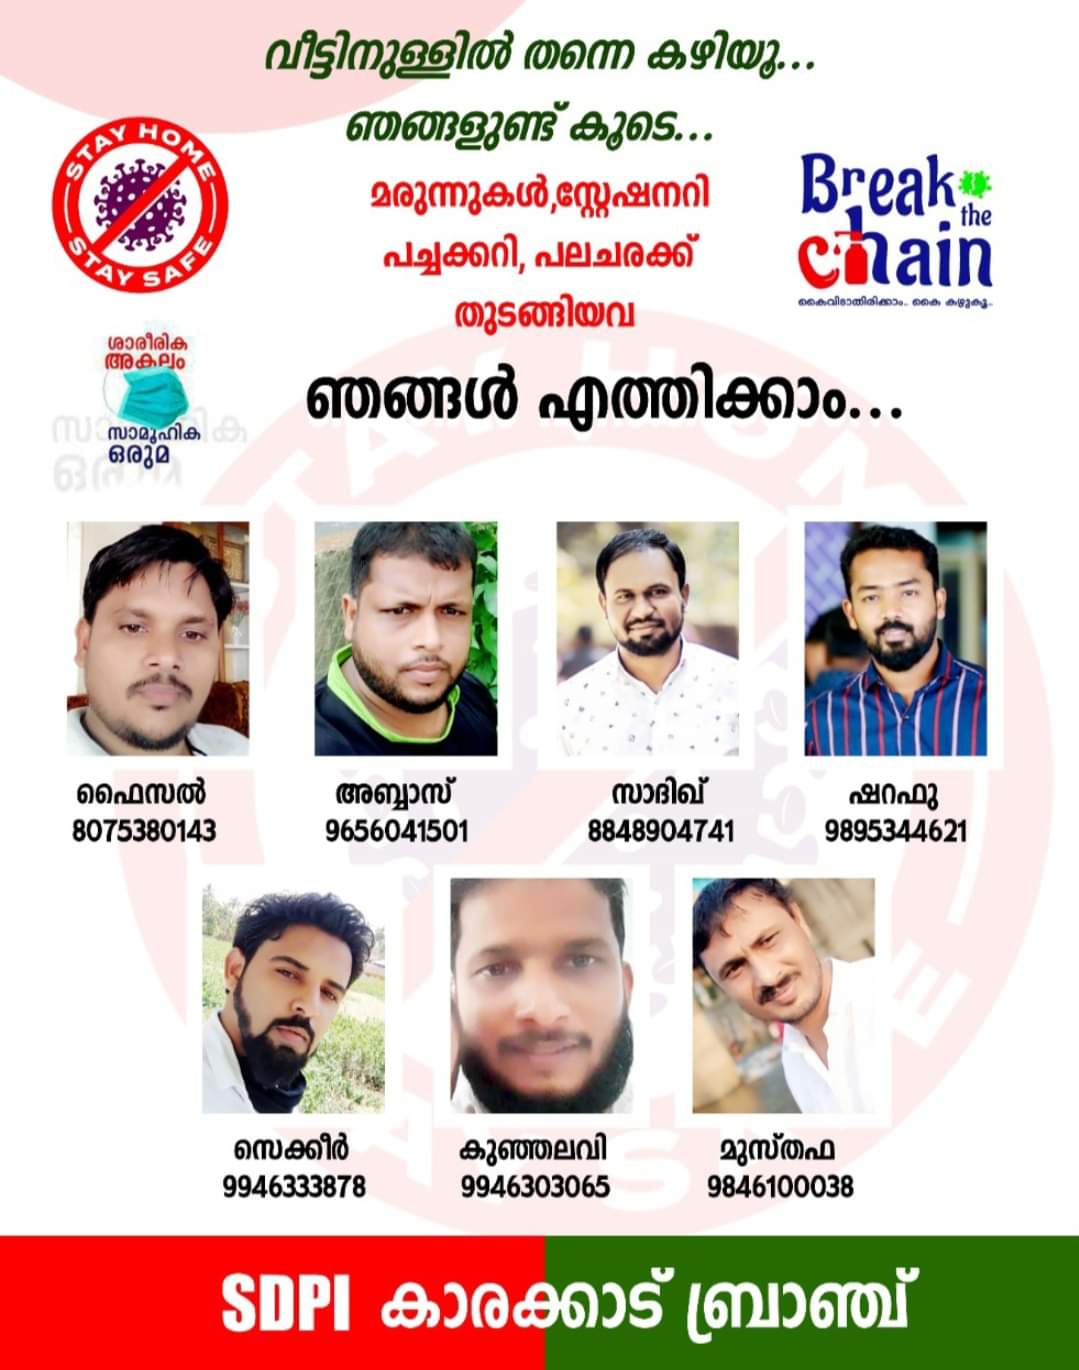 വീട്ടിനുള്ളിൽ തന്നെ കഴിയൂ...
ഞങ്ങളുണ്ട് കൂടെ...
മരുന്നുകൾ,സ്റ്റേഷനറി
പച്ചക്കറി, പലചരക്ക്
തുടങ്ങിയവ
ഞങ്ങൾ എത്തിക്കാം...
STAY HOME
STAY SAFE
Break
the
chain
കൈവിടാതിരിക്കാം.. കൈ കഴുകൂ..
ശാരീരിക
അകലം
സാമൂഹിക
ഒരുമ
ഫൈസൽ
8075380143
അബ്ബാസ്
9656041501
സാദിഖ്
8848904741
ഷറഫു
9895344621
സെക്കീർ
9946333878
കുഞ്ഞലവി
9946303065
മുസ്തഫ
9846100038
SDPI കാരക്കാട് ബ്രാഞ്ച്